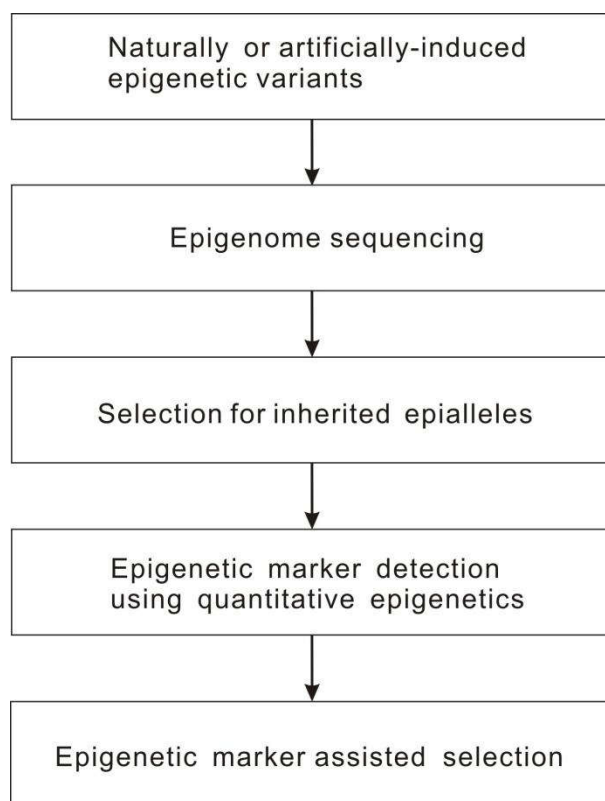 Naturally or artificially-induced
epigenetic variants
Epigenome sequencing
Selection for inherited epialleles
Epigenetic marker detection
using quantitative epigenetics
Epigenetic marker assisted selection